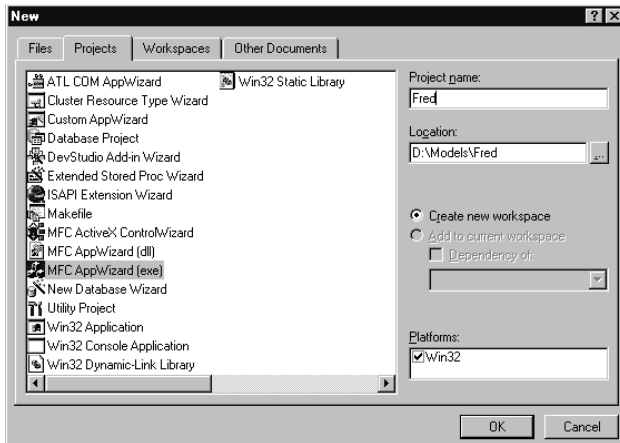 New
Files
Projects
Workspaces
Other Documents
ATL COM AppWizard
Cluster Resource Type Wizard
Custom AppWizard
Database Project
DevStudio Add-in Wizard
Extended Stored Proc Wizard
ISAPI Extension Wizard
Makefile
MFC ActiveX ControlWizard
MFC AppWizard (dll)
MFC AppWizard (exe)
New Database Wizard
Utility Project
Win32 Application
Win32 Console Application
Win32 Dynamic-Link Library
Win32 Static Library
Project name:
Fred
Location:
D:\Models\Fred
...
Create new workspace
Add to current workspace
Dependency of:
Platforms:
Win32
OK
Cancel